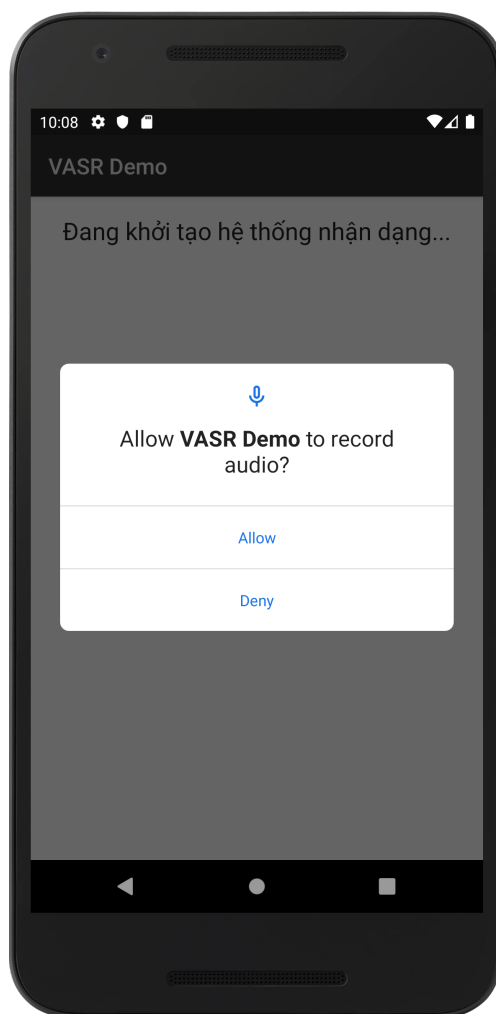 10:08
VASR Demo
Đang khởi tạo hệ thống nhận dạng...
Allow VASR Demo to record
audio?
Allow
Deny